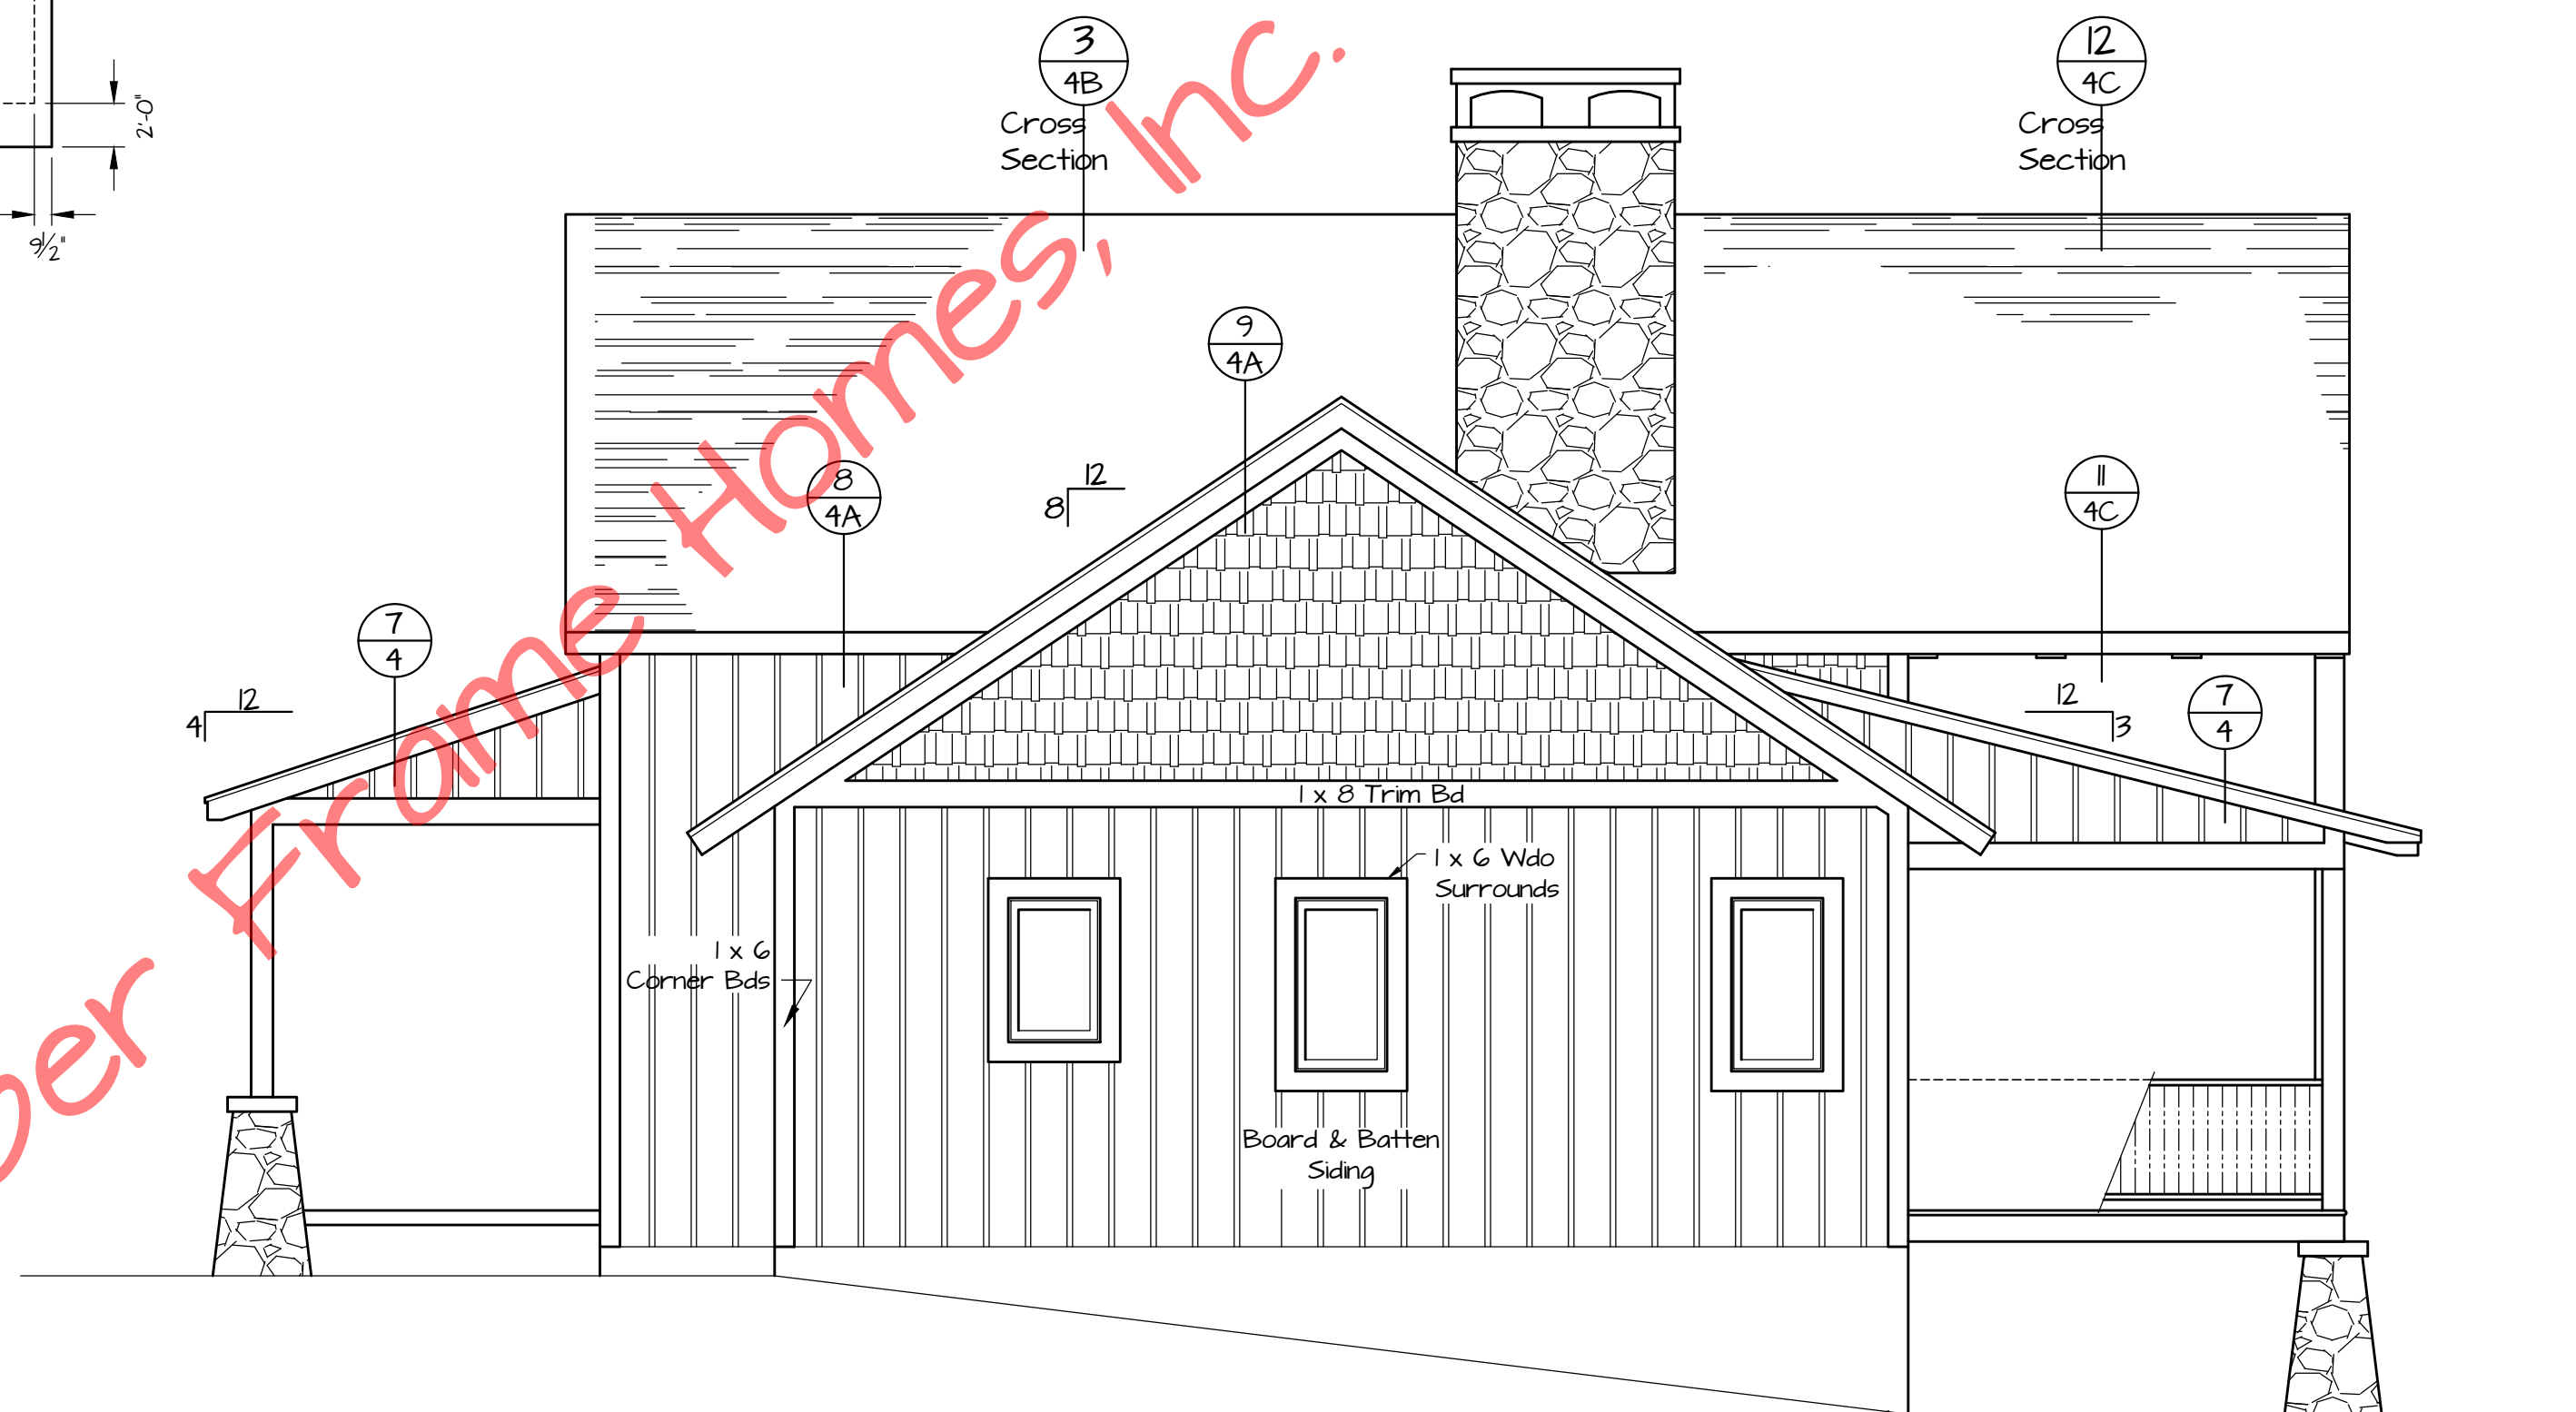 3
4B
Cross
Section
12
4C
Cross
Section
2'-0"
9 1/2"
9
4A
8
4A
12
8
11
4C
7
4
12
4
12
3
7
4
1 x 8 Trim Bd
1 x 6 Wdo
Surrounds
1 x 6
Corner Bds
Board & Batten
Siding
ber Frame Homes, Inc.